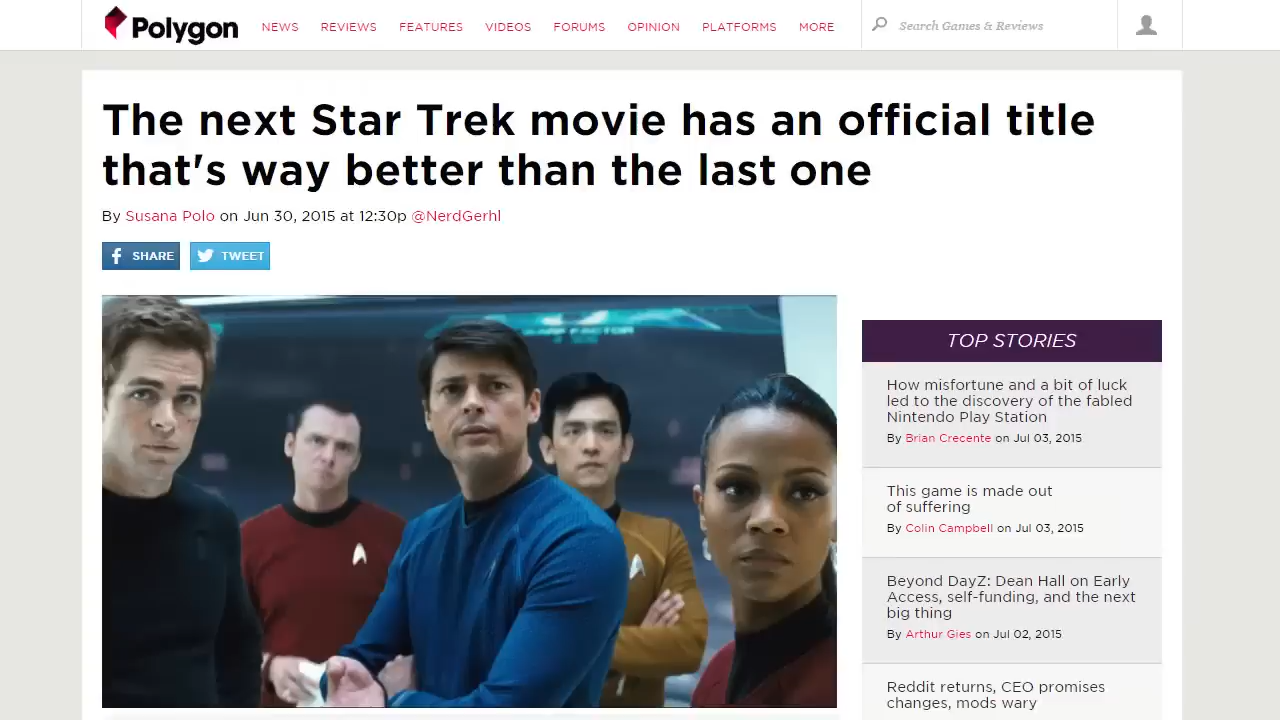 Polygon
NEWS REVIEWS FEATURES VIDEOS FORUMS OPINION PLATFORMS MORE
Search Games & Reviews
The next Star Trek movie has an official title
that's way better than the last one
By Susana Polo on Jun 30, 2015 at 12:30p @NerdGerhl
SHARE TWEET
TOP STORIES
How misfortune and a bit of luck
led to the discovery of the fabled
Nintendo Play Station
By Brian Crecente on Jul 03, 2015
This game is made out
of suffering
By Colin Campbell on Jul 03, 2015
Beyond DayZ: Dean Hall on Early
Access, self-funding, and the next
big thing
By Arthur Gies on Jul 02, 2015
Reddit returns, CEO promises
changes, mods wary